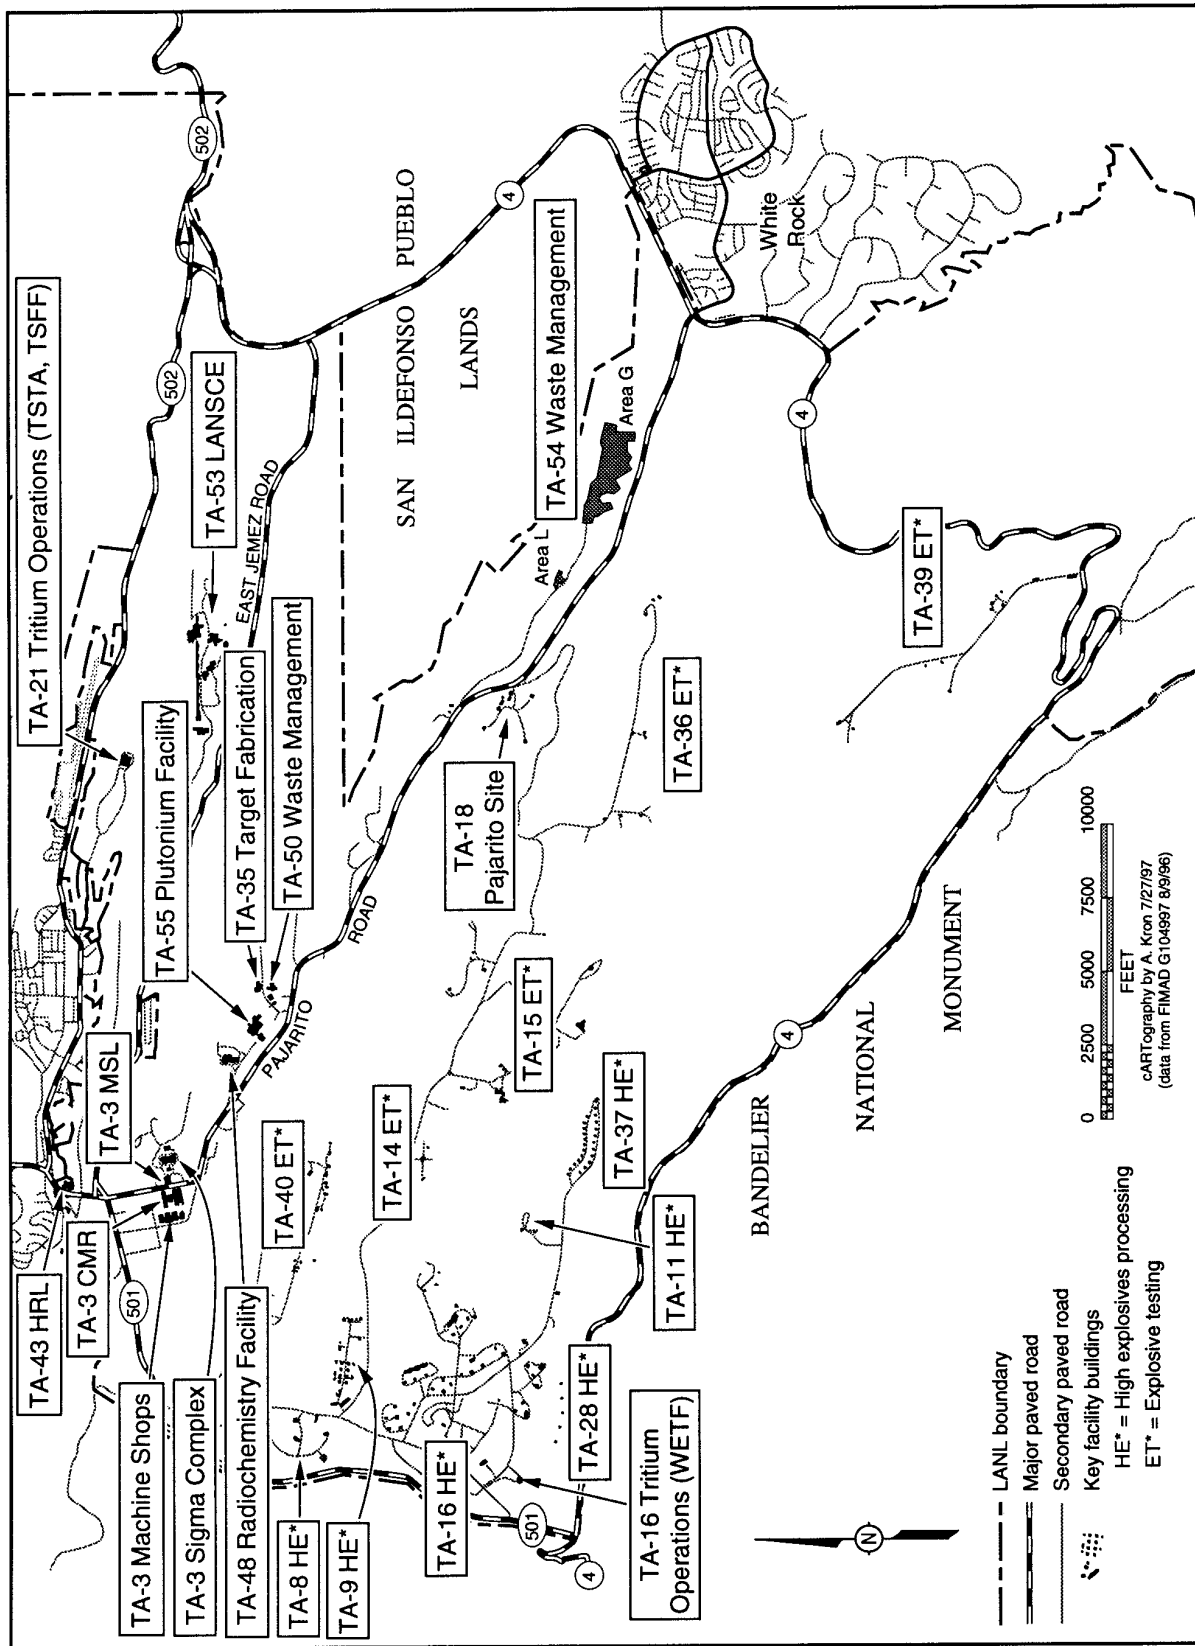 TA-43 HRL
TA-3 CMR
TA-3 MSL
TA-3 Machine Shops
TA-3 Sigma Complex
TA-48 Radiochemistry Facility
TA-8 HE*
TA-9 HE*
TA-16 HE*
TA-16 Tritium
Operations (WETF)
TA-28 HE*
TA-11 HE*
TA-37 HE*
TA-40 ET*
TA-14 ET*
TA-15 ET*
TA-55 Plutonium Facility
TA-35 Target Fabrication
TA-50 Waste Management
TA-21 Tritium Operations (TSTA, TSFF)
TA-53 LANSCE
TA-18
Pajarito Site
TA-36 ET*
TA-39 ET*
TA-54 Waste Management
Area L
Area G
White
Rock
SAN ILDEFONSO PUEBLO
LANDS
EAST JEMEZ ROAD
PAJARITO
ROAD
BANDELIER
NATIONAL
MONUMENT
501
501
502
502
4
4
4
4
N
LANL boundary
Major paved road
Secondary paved road
Key facility buildings
HE* = High explosives processing
ET* = Explosive testing
0 2500 5000 7500 10000
FEET
cARTography by A. Kron 7/27/97
(data from FIMAD G104997 8/9/96)